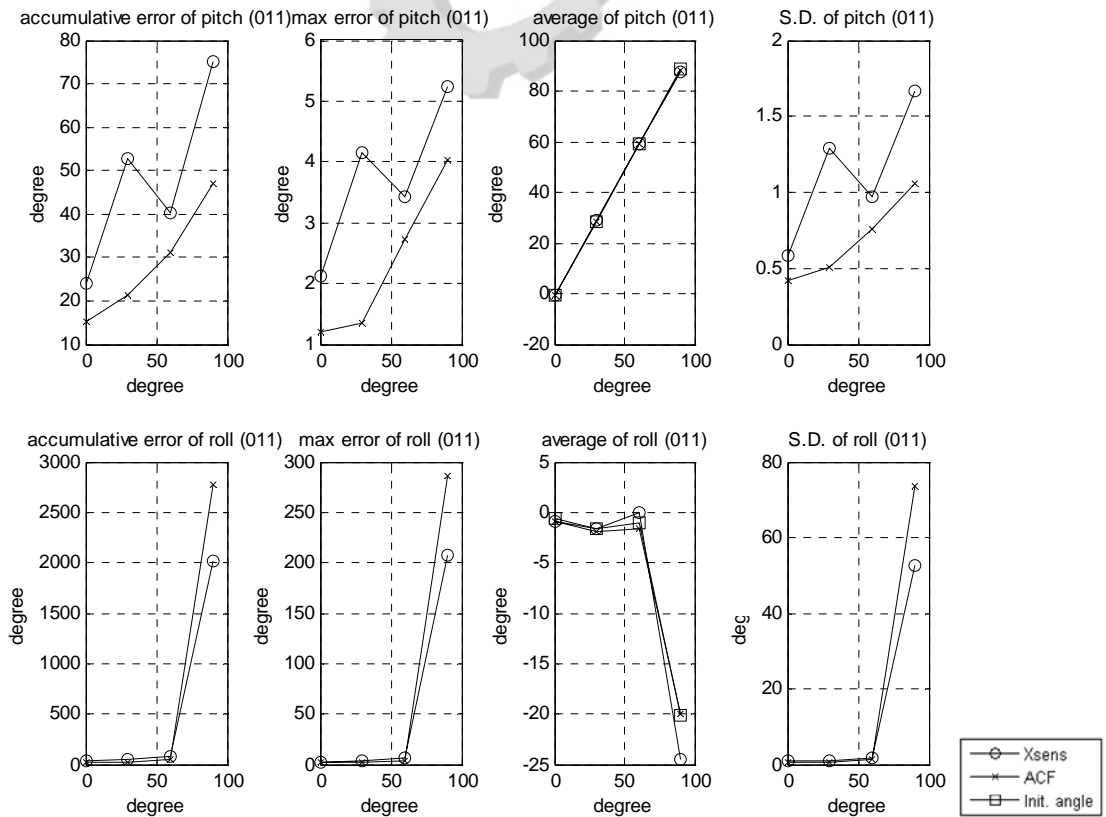 accumulative error of pitch (011)
80
70
60
50
40
30
20
10
degree
0
50
100
degree
max error of pitch (011)
6
5
4
3
2
1
degree
0
50
100
degree
average of pitch (011)
100
80
60
40
20
0
-20
degree
0
50
100
degree
S.D. of pitch (011)
2
1.5
1
0.5
0
degree
0
50
100
degree
accumulative error of roll (011)
3000
2500
2000
1500
1000
500
0
degree
0
50
100
degree
max error of roll (011)
300
250
200
150
100
50
0
degree
0
50
100
degree
average of roll (011)
5
0
-5
-10
-15
-20
-25
degree
0
50
100
degree
S.D. of roll (011)
80
60
40
20
0
deg
0
50
100
degree
Xsens
ACF
Init. angle